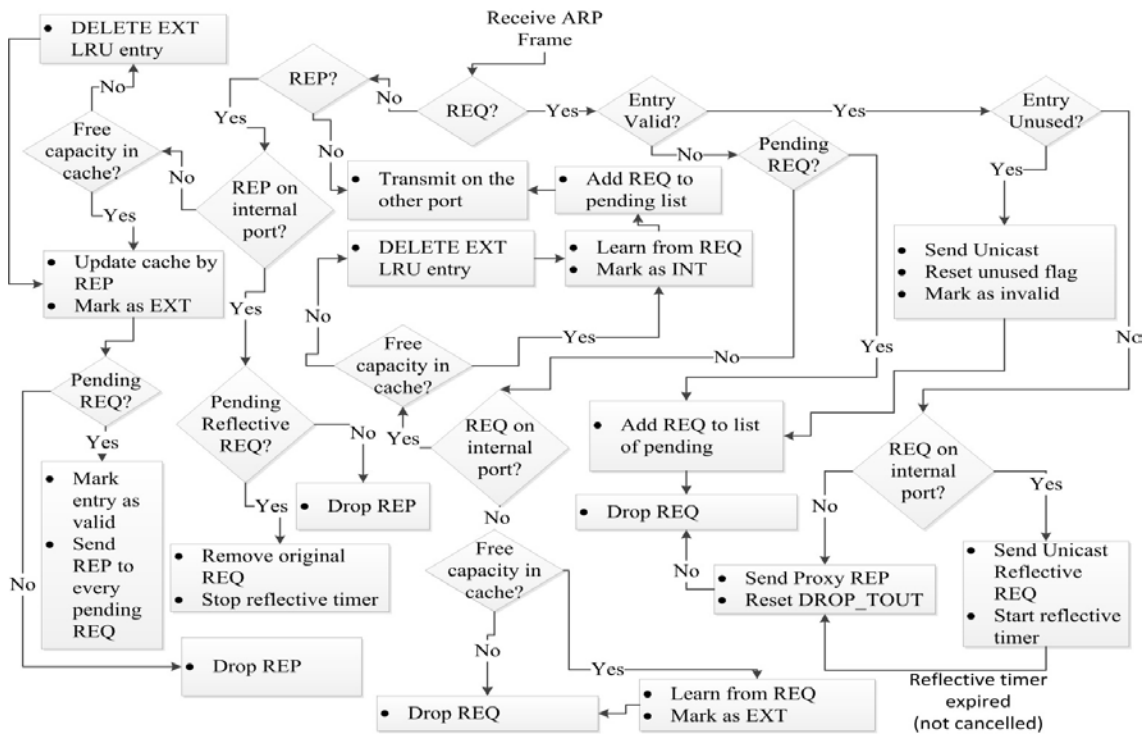 Receive ARP
Frame
• DELETE EXT
LRU entry
REP?
No
REQ?
Yes
Entry
Valid?
Yes
Entry
Unused?
No
Free
capacity in
cache?
Yes
No
REP on
internal
port?
No
• Transmit on the
other port
• Add REQ to
pending list
No
Pending
REQ?
Yes
Yes
• DELETE EXT
LRU entry
• Learn from REQ
• Mark as INT
• Send Unicast
• Reset unused flag
• Mark as invalid
• Update cache by
REP
• Mark as EXT
Yes
No
Yes
Free
capacity in
cache?
No
Yes
No
Pending
REQ?
No
Yes
Pending
Reflective
REQ?
No
Yes
REQ on
internal
port?
• Add REQ to list
of pending
REQ on
internal
port?
• Mark
entry as
valid
• Send
REP to
every
pending
REQ
Yes
• Drop REP
No
• Drop REQ
No
Yes
• Remove original
REQ
• Stop reflective timer
Free
capacity in
cache?
No
• Send Proxy REP
• Reset DROP_TOUT
• Send Unicast
Reflective
REQ
• Start reflective
timer
No
• Drop REP
No
Yes
Reflective timer
expired
(not cancelled)
• Drop REQ
• Learn from REQ
• Mark as EXT